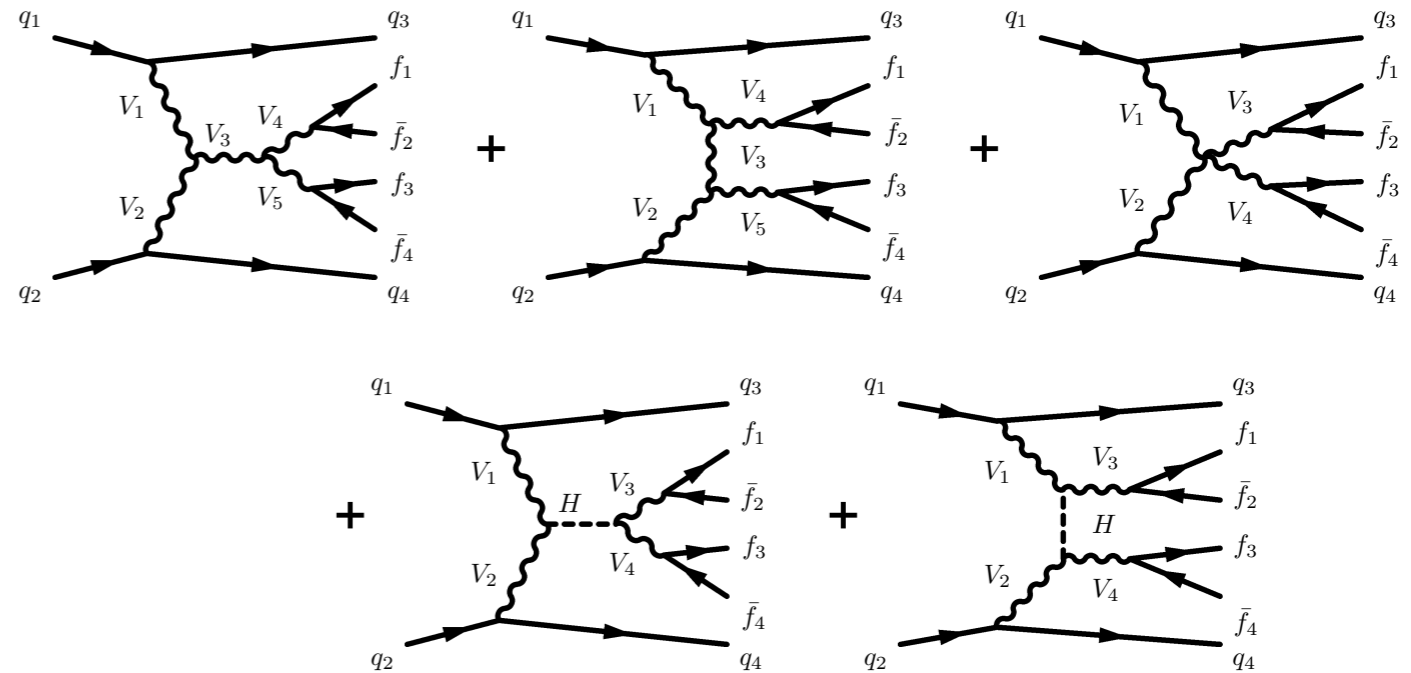 q₁ q₃ q₁ q₃ q₁ q₃
f₁ f₁ f₁
V₁ V₄ V₁ V₄ V₁ V₃
V₃ f̄₂ f̄₂ f̄₂
+ V₃ +
V₂ V₅ f₃ V₂ V₅ f₃ V₂ V₄ f₃
f̄₄ f̄₄ f̄₄
q₂ q₄ q₂ q₄ q₂ q₄
q₁ q₃ q₁ q₃
f₁ f₁
V₁ V₃ V₁ V₃
H f̄₂ f̄₂
+ + H
V₂ V₄ f₃ V₂ V₄ f₃
f̄₄ f̄₄
q₂ q₄ q₂ q₄